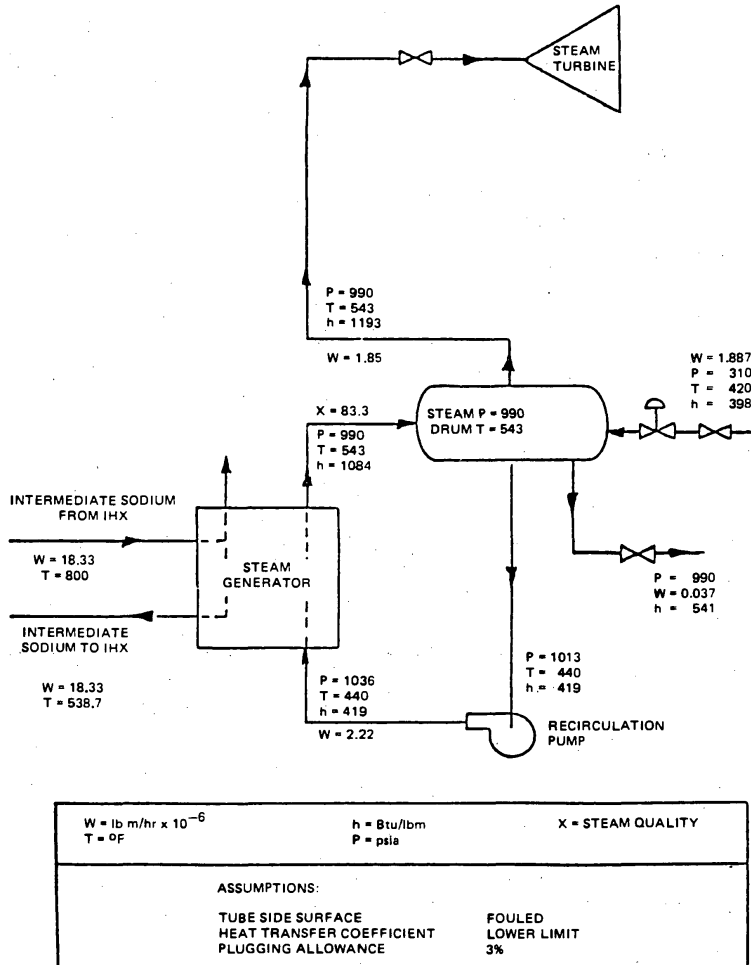 STEAM
TURBINE
P = 990
T = 543
h = 1193
W = 1.85
W = 1.887
P = 310
T = 420
h = 398
X = 83.3
P = 990
T = 543
h = 1084
STEAM P = 990
DRUM T = 543
INTERMEDIATE SODIUM
FROM IHX
W = 18.33
T = 800
STEAM
GENERATOR
P = 990
W = 0.037
h = 541
INTERMEDIATE
SODIUM TO IHX
W = 18.33
T = 538.7
P = 1036
T = 440
h = 419
W = 2.22
P = 1013
T = 440
h = 419
RECIRCULATION
PUMP
W = lb m/hr x 10⁻⁶
T = ºF
h = Btu/lbm
P = psia
X = STEAM QUALITY
ASSUMPTIONS:
TUBE SIDE SURFACE FOULED
HEAT TRANSFER COEFFICIENT LOWER LIMIT
PLUGGING ALLOWANCE 3%